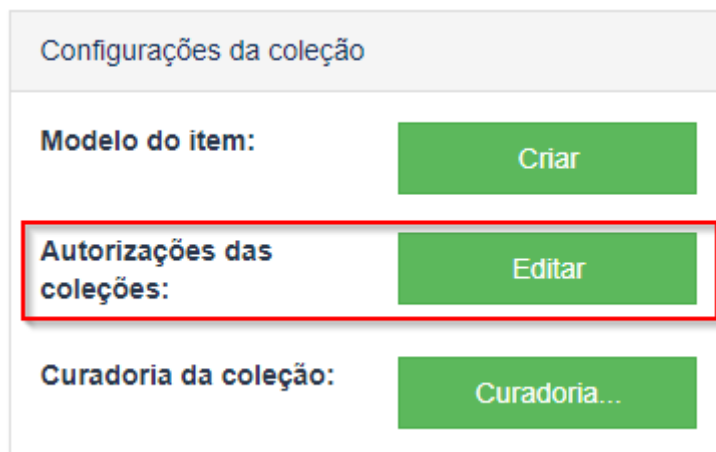 Configurações da coleção
Modelo do item:
Criar
Autorizações das
coleções:
Editar
Curadoria da coleção:
Curadoria...